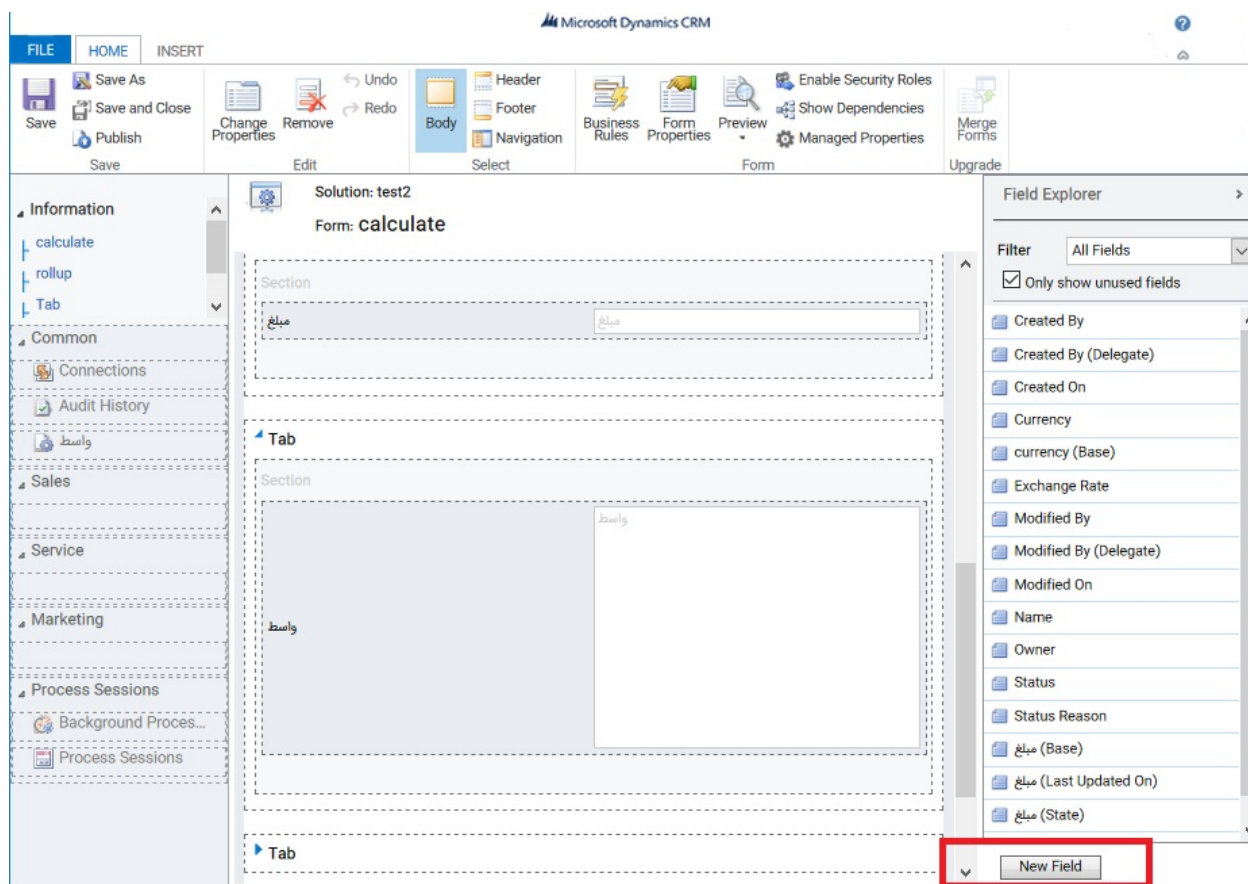 Microsoft Dynamics CRM
FILE HOME INSERT
Save
Save As
Save and Close
Publish
Save
Change Properties
Remove
Undo
Redo
Edit
Body
Header
Footer
Navigation
Select
Business Rules
Form Properties
Preview
Enable Security Roles
Show Dependencies
Managed Properties
Form
Merge Forms
Upgrade
Information
calculate
rollup
Tab
Common
Connections
Audit History
واسط
Sales
Service
Marketing
Process Sessions
Background Proces...
Process Sessions
Solution: test2
Form: calculate
Section
مبلغ مبلغ
Tab
Section
واسط
واسط
Tab
Field Explorer
Filter All Fields
Only show unused fields
Created By
Created By (Delegate)
Created On
Currency
currency (Base)
Exchange Rate
Modified By
Modified By (Delegate)
Modified On
Name
Owner
Status
Status Reason
مبلغ (Base)
مبلغ (Last Updated On)
مبلغ (State)
New Field